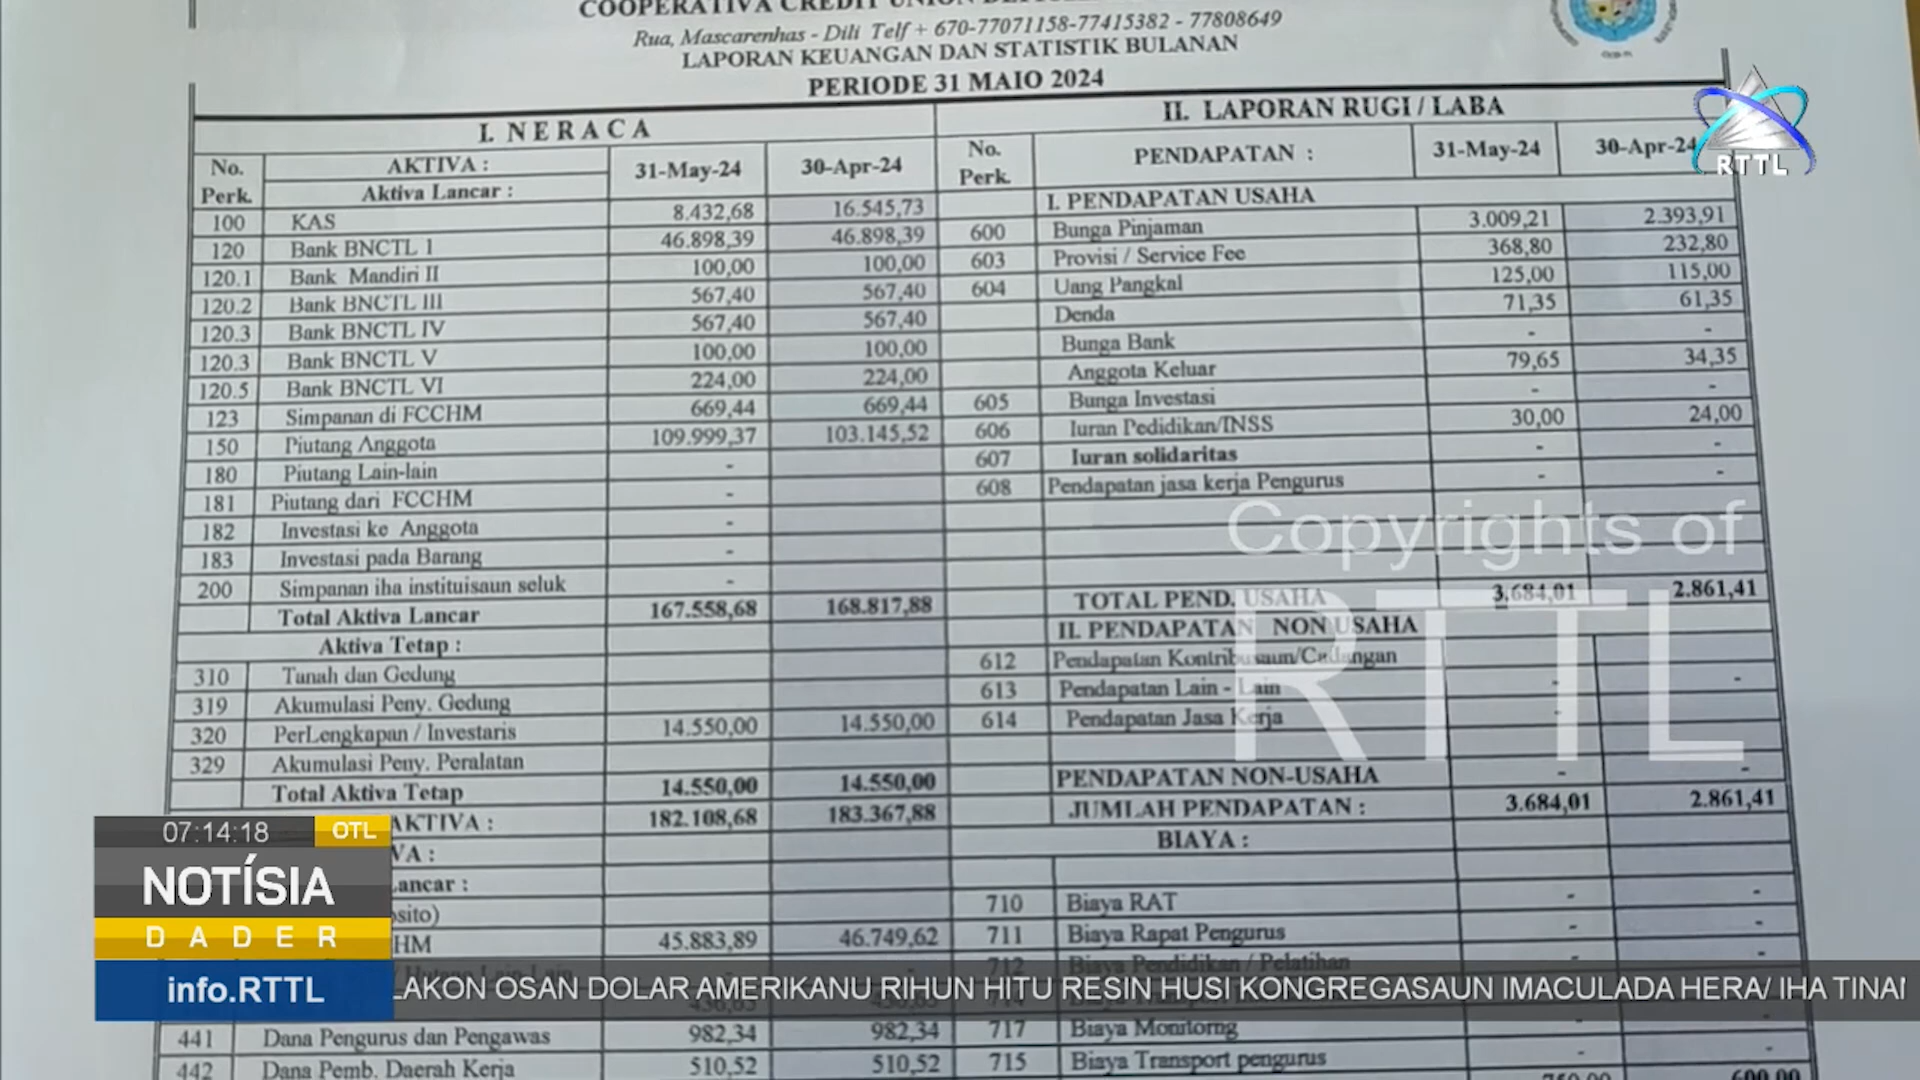 COOPERATIVA CREDIT UNION
Rua, Mascarenhas - Dili Telf + 670-77071158-77415382 - 77808649
LAPORAN KEUANGAN DAN STATISTIK BULANAN
PERIODE 31 MAIO 2024
I. NERACA
II. LAPORAN RUGI / LABA
No. Perk. AKTIVA : 31-May-24 30-Apr-24 No. Perk. PENDAPATAN : 31-May-24 30-Apr-24
Aktiva Lancar : I. PENDAPATAN USAHA
100 KAS 8.432,68 16.545,73 600 Bunga Pinjaman 3.009,21 2.393,91
120 Bank BNCTL I 46.898,39 46.898,39 603 Provisi / Service Fee 368,80 232,80
120.1 Bank Mandiri II 100,00 100,00 604 Uang Pangkal 125,00 115,00
120.2 Bank BNCTL III 567,40 567,40 Denda 71,35 61,35
120.3 Bank BNCTL IV 567,40 567,40 Bunga Bank - -
120.3 Bank BNCTL V 100,00 100,00 Anggota Keluar 79,65 34,35
120.5 Bank BNCTL VI 224,00 224,00 605 Bunga Investasi - -
123 Simpanan di FCCHM 669,44 669,44 606 Iuran Pedidikan/INSS 30,00 24,00
150 Piutang Anggota 109.999,37 103.145,52 607 Iuran solidaritas - -
180 Piutang Lain-lain - 608 Pendapatan jasa kerja Pengurus - -
181 Piutang dari FCCHM -
182 Investasi ke Anggota -
183 Investasi pada Barang -
200 Simpanan iha instituisaun seluk - TOTAL PEND. USAHA 3.684,01 2.861,41
Total Aktiva Lancar 167.558,68 168.817,88 II. PENDAPATAN NON USAHA
Aktiva Tetap : 612 Pendapatan Kontribusaun/Cadangan
310 Tanah dan Gedung 613 Pendapatan Lain - Lain - -
319 Akumulasi Peny. Gedung 614 Pendapatan Jasa Kerja -
320 PerLengkapan / Investaris 14.550,00 14.550,00
329 Akumulasi Peny. Peralatan PENDAPATAN NON-USAHA - -
Total Aktiva Tetap 14.550,00 14.550,00 JUMLAH PENDAPATAN : 3.684,01 2.861,41
AKTIVA : 182.108,68 183.367,88 BIAYA :
VA :
Lancar : 710 Biaya RAT - -
osito) 711 Biaya Rapat Pengurus - -
HM 45.883,89 46.749,62 712 Biaya Pendidikan / Pelatihan
441 Dana Pengurus dan Pengawas 982,34 982,34 717 Biaya Monitorng - -
442 Dana Pemb. Daerah Kerja 510,52 510,52 715 Biaya Transport pengurus - -
600,00
RTTL
Copyrights of
RTTL
07:14:18 OTL
NOTÍSIA
DADER
info.RTTL
LAKON OSAN DOLAR AMERIKANU RIHUN HITU RESIN HUSI KONGREGASAUN IMACULADA HERA/ IHA TINAN